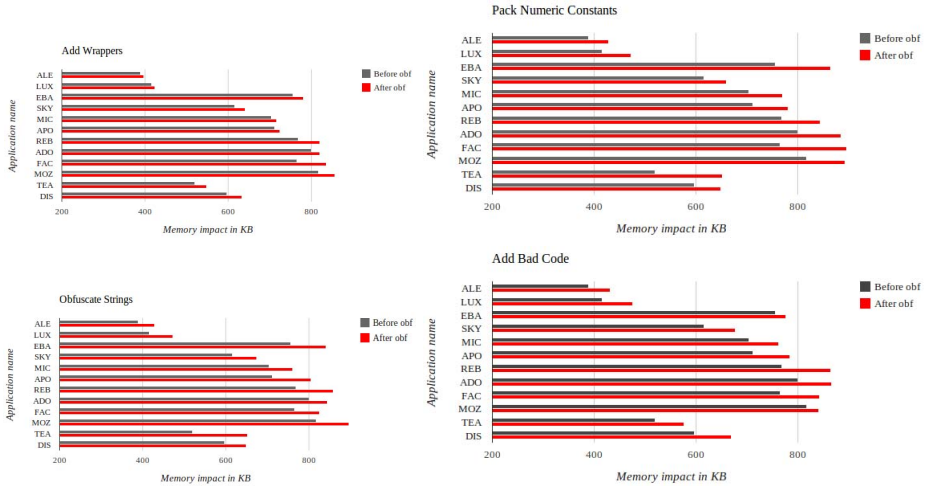 Add Wrappers
Before obf
After obf
Application name
ALE
LUX
EBA
SKY
MIC
APO
REB
ADO
FAC
MOZ
TEA
DIS
200 400 600 800
Memory impact in KB
Pack Numeric Constants
Before obf
After obf
Application name
ALE
LUX
EBA
SKY
MIC
APO
REB
ADO
FAC
MOZ
TEA
DIS
200 400 600 800
Memory impact in KB
Obfuscate Strings
Before obf
After obf
Application name
ALE
LUX
EBA
SKY
MIC
APO
REB
ADO
FAC
MOZ
TEA
DIS
200 400 600 800
Memory impact in KB
Add Bad Code
Before obf
After obf
Application name
ALE
LUX
EBA
SKY
MIC
APO
REB
ADO
FAC
MOZ
TEA
DIS
200 400 600 800
Memory impact in KB